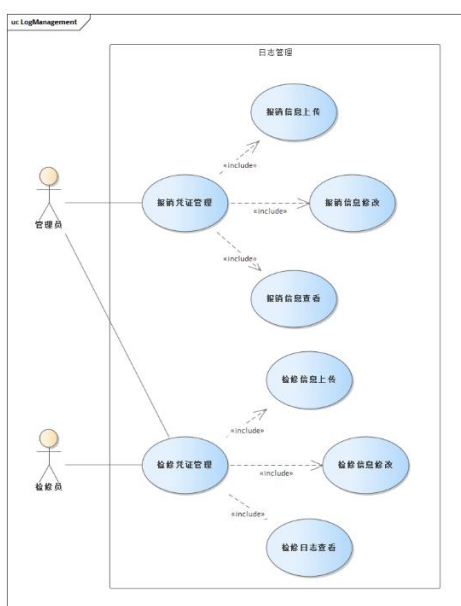 uc LogManagement
日志管理
报销信息上传
«include»
管理员
报销凭证管理
«include»
报销信息修改
«include»
报销信息查看
检修信息上传
«include»
检修员
检修凭证管理
«include»
检修信息修改
«include»
检修日志查看